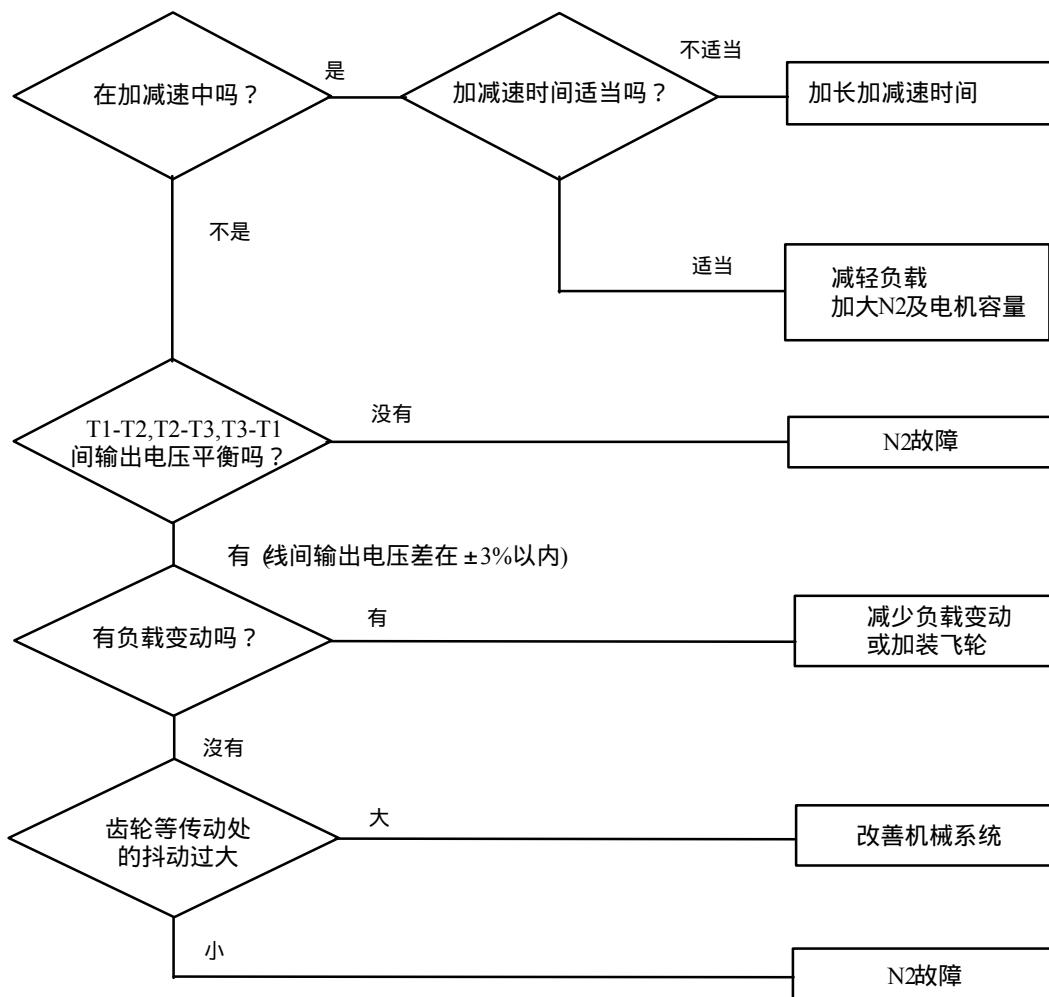 不适当
是
在加减速中吗？
加减速时间适当吗？
加长加减速时间
不是
适当
减轻负载
加大N2及电机容量
没有
T1-T2,T2-T3,T3-T1
间输出电压平衡吗？
N2故障
有 (线间输出电压差在 ±3%以内)
有
有负载变动吗？
减少负载变动
或加装飞轮
沒有
大
齿轮等传动处
的抖动过大
改善机械系统
小
N2故障